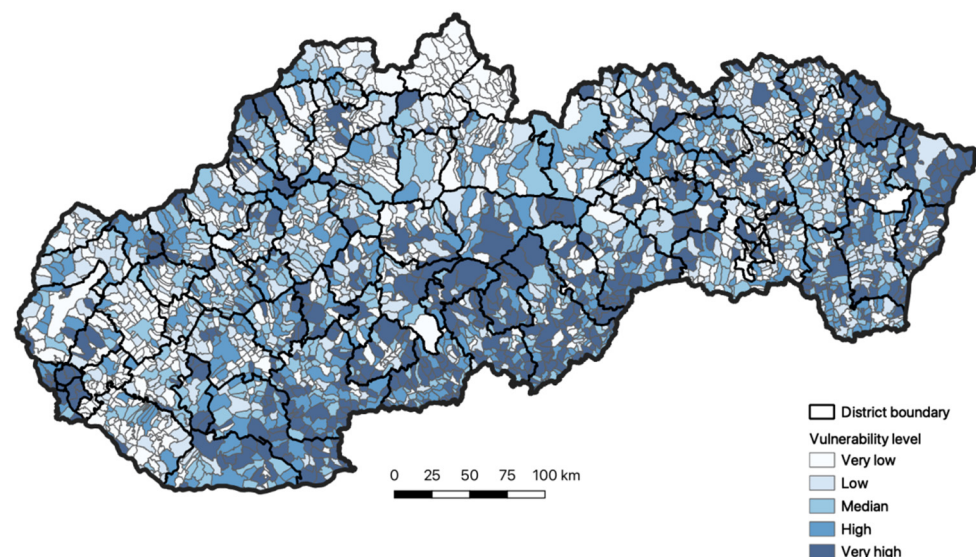 0 25 50 75 100 km
District boundary
Vulnerability level
Very low
Low
Median
High
Very high